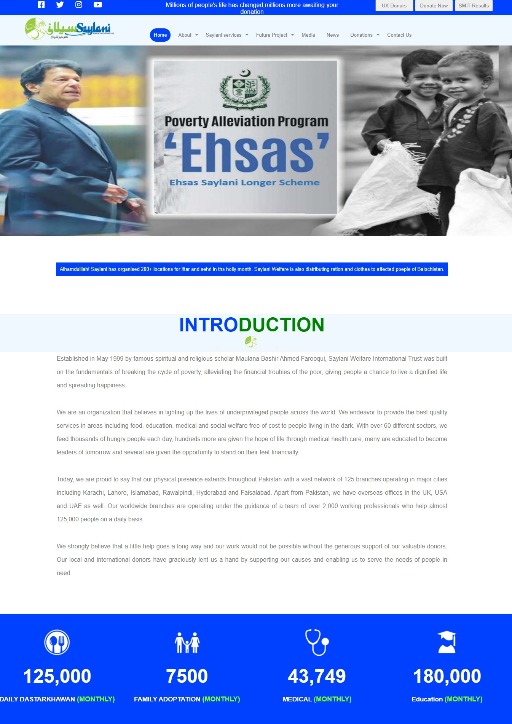 Millions of people's life has changed millions more awaiting your
donation
UK Donate
Donate Now
SMIT Results
سیلانی Saylani
Home
About
Saylani services
Future Project
Media
News
Donations
Contact Us
Poverty Alleviation Program
‘Ehsas’
Ehsas Saylani Longer Scheme
Alhamdulilah! Saylani has organised 280+ locations for iftar and sehri in this holy month. Saylani Welfare is also distributing ration and clothes to affected people of Balochistan.
INTRODUCTION
Established in May 1999 by famous spiritual and religious scholar Maulana Bashir Ahmed Farooqui, Saylani Welfare International Trust was built
on the fundamentals of breaking the cycle of poverty, alleviating the financial troubles of the poor, giving people a chance to live a dignified life
and spreading happiness.
We are an organization that believes in lighting up the lives of underprivileged people across the world. We endeavor to provide the best quality
services in areas including food, education, medical and social welfare free of cost to people living in the dark. With over 60 different sectors, we
feed thousands of hungry people each day, hundreds more are given the hope of life through medical health care, many are educated to become
leaders of tomorrow and several are given the opportunity to stand on their feet financially.
Today, we are proud to say that our physical presence extends throughout Pakistan with a vast network of 125 branches operating in major cities
including Karachi, Lahore, Islamabad, Rawalpindi, Hyderabad and Faisalabad. Apart from Pakistan, we have overseas offices in the UK, USA
and UAE as well. Our worldwide branches are operating under the guidance of a team of over 2,000 working professionals who help almost
125,000 people on a daily basis.
We strongly believe that a little help goes a long way and our work would not be possible without the generous support of our valuable donors.
Our local and international donors have graciously lent us a hand by supporting our causes and enabling us to serve the needs of people in
need.
125,000
7500
43,749
180,000
DAILY DASTARKHAWAN (MONTHLY)
FAMILY ADOPTATION (MONTHLY)
MEDICAL (MONTHLY)
Education (MONTHLY)